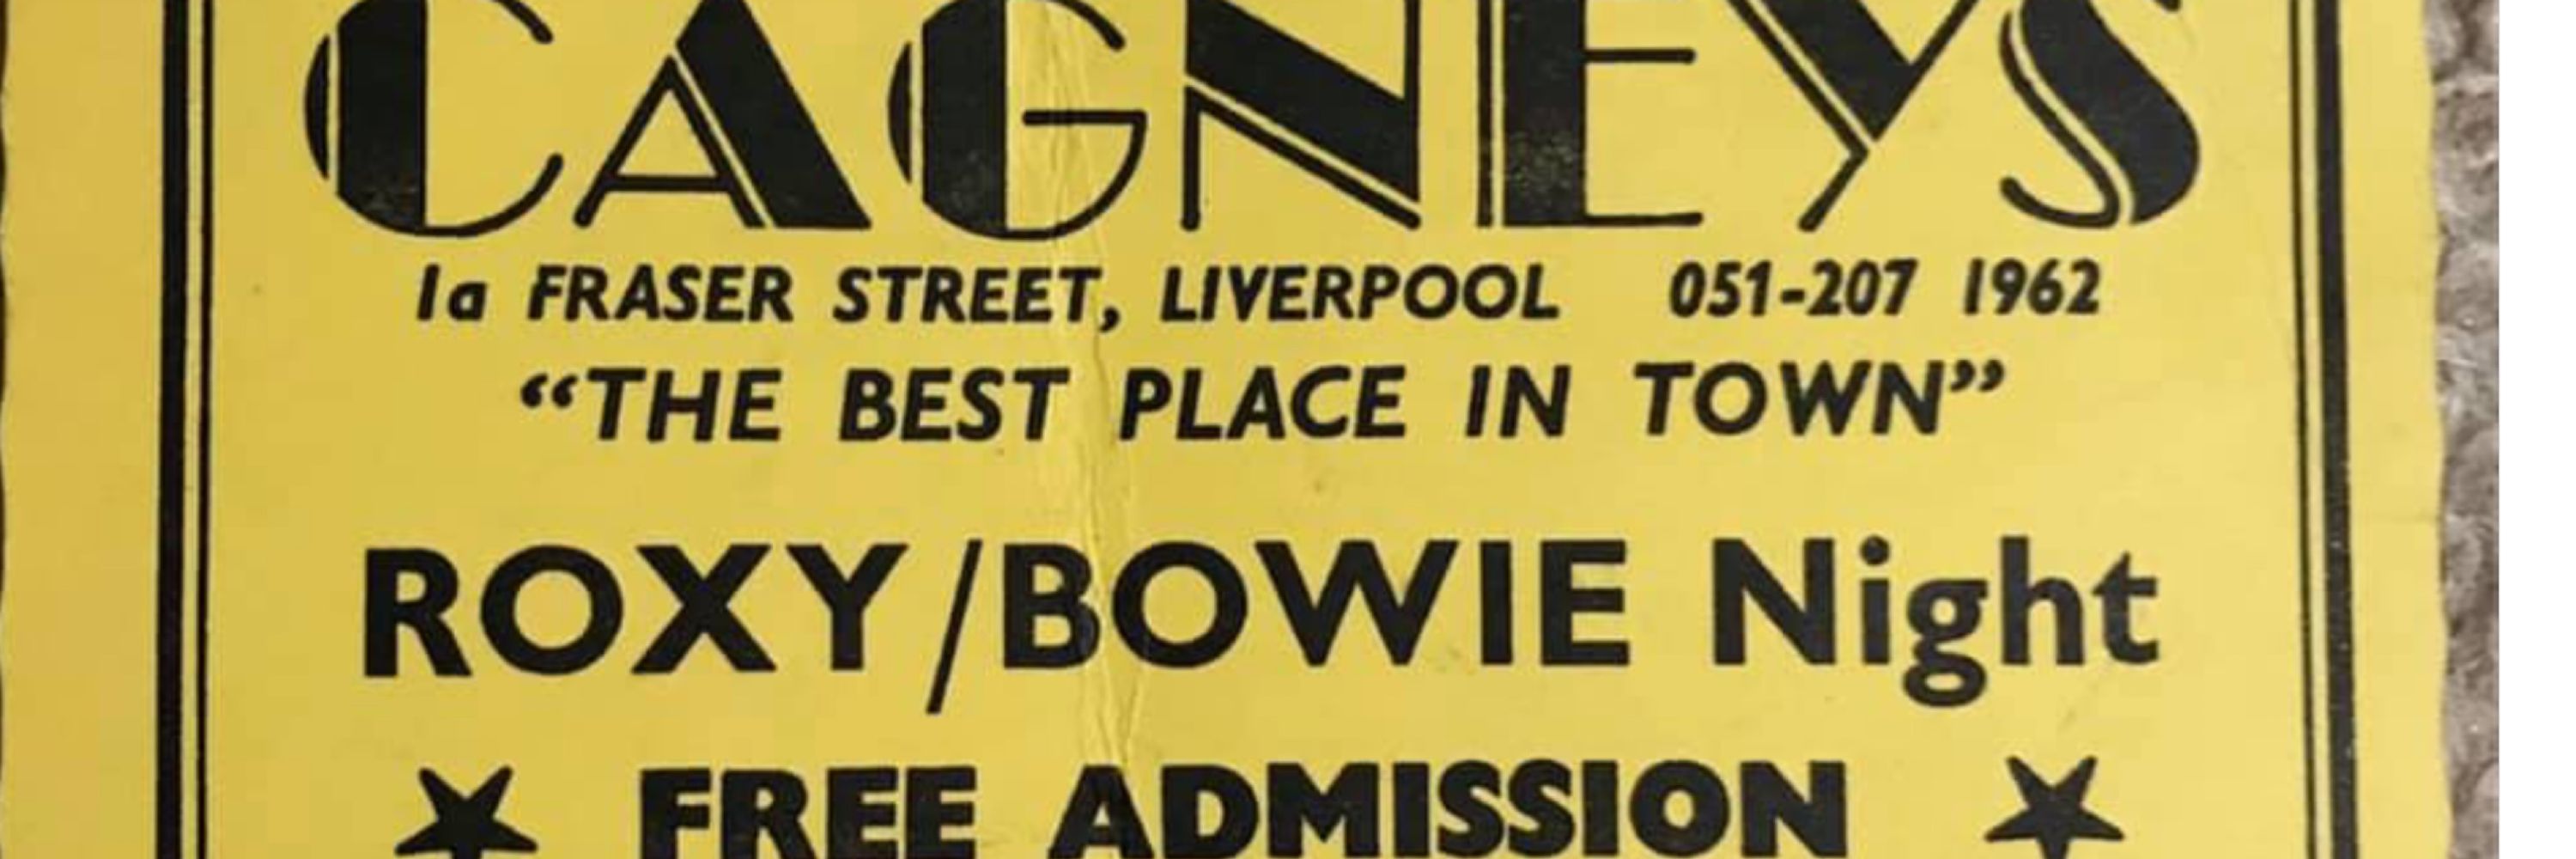 CAGNEYS
1a FRASER STREET, LIVERPOOL 051-207 1962
“THE BEST PLACE IN TOWN”
ROXY/BOWIE Night
FREE ADMISSION